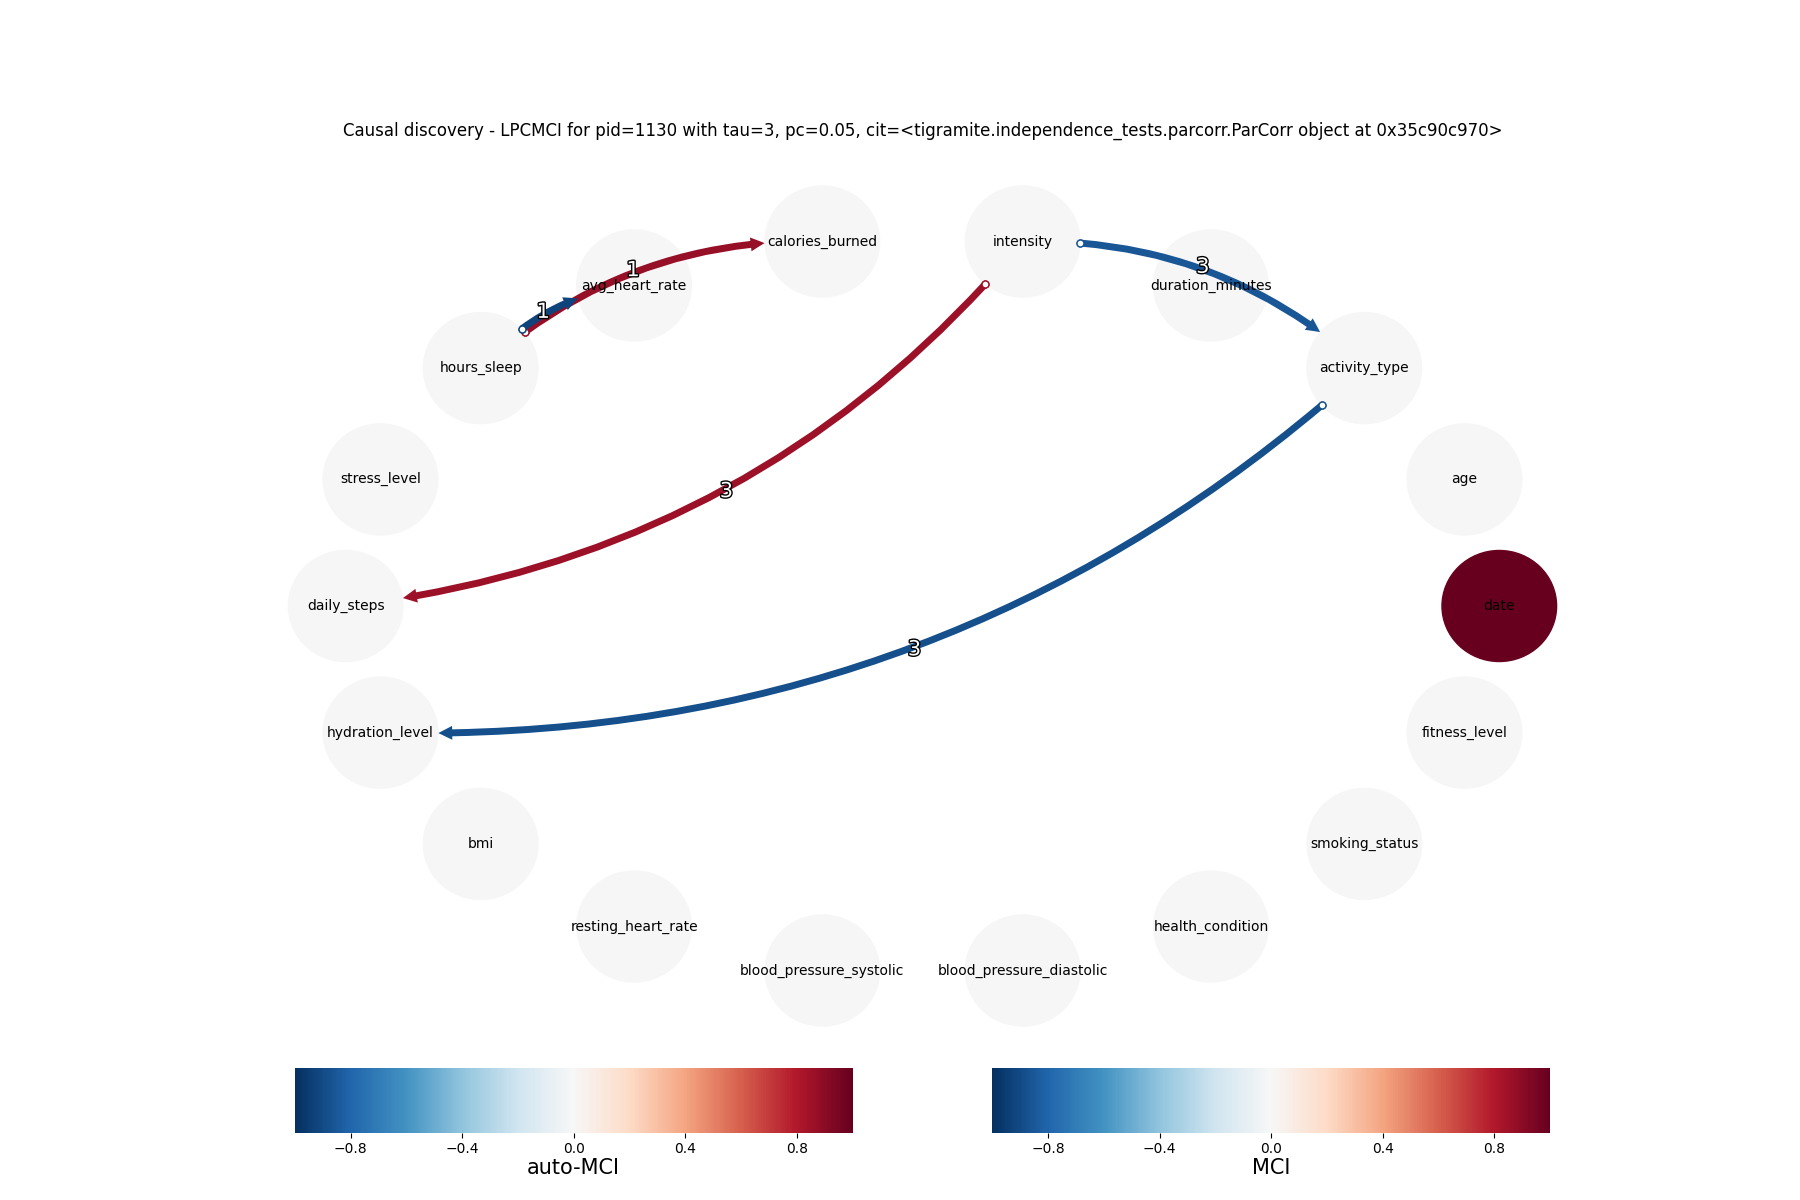 Causal discovery - LPCMCI for pid=1130 with tau=3, pc=0.05, cit=<tigramite.independence_tests.parcorr.ParCorr object at 0x35c90c970>
calories_burned
intensity
1
3
avg_heart_rate
duration_minutes
1
hours_sleep
activity_type
stress_level
age
3
daily_steps
date
3
hydration_level
fitness_level
bmi
smoking_status
resting_heart_rate
health_condition
blood_pressure_systolic
blood_pressure_diastolic
−0.8 −0.4 0.0 0.4 0.8
auto-MCI
−0.8 −0.4 0.0 0.4 0.8
MCI